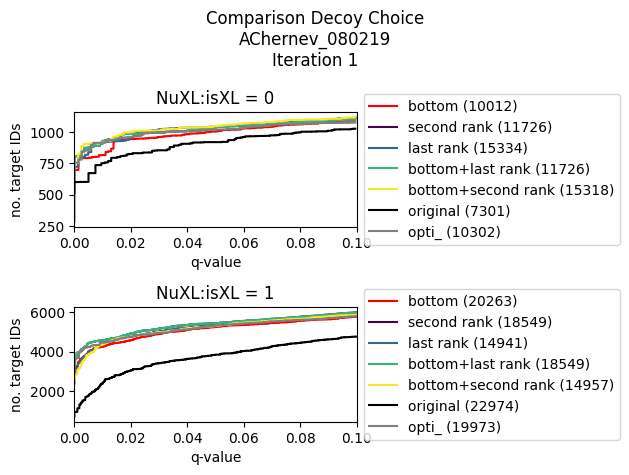 Comparison Decoy Choice
AChernev_080219
Iteration 1
NuXL:isXL = 0
no. target IDs
1000
750
500
250
0.00
0.02
0.04
0.06
0.08
0.10
q-value
bottom (10012)
second rank (11726)
last rank (15334)
bottom+last rank (11726)
bottom+second rank (15318)
original (7301)
opti_ (10302)
NuXL:isXL = 1
no. target IDs
6000
4000
2000
0.00
0.02
0.04
0.06
0.08
0.10
q-value
bottom (20263)
second rank (18549)
last rank (14941)
bottom+last rank (18549)
bottom+second rank (14957)
original (22974)
opti_ (19973)